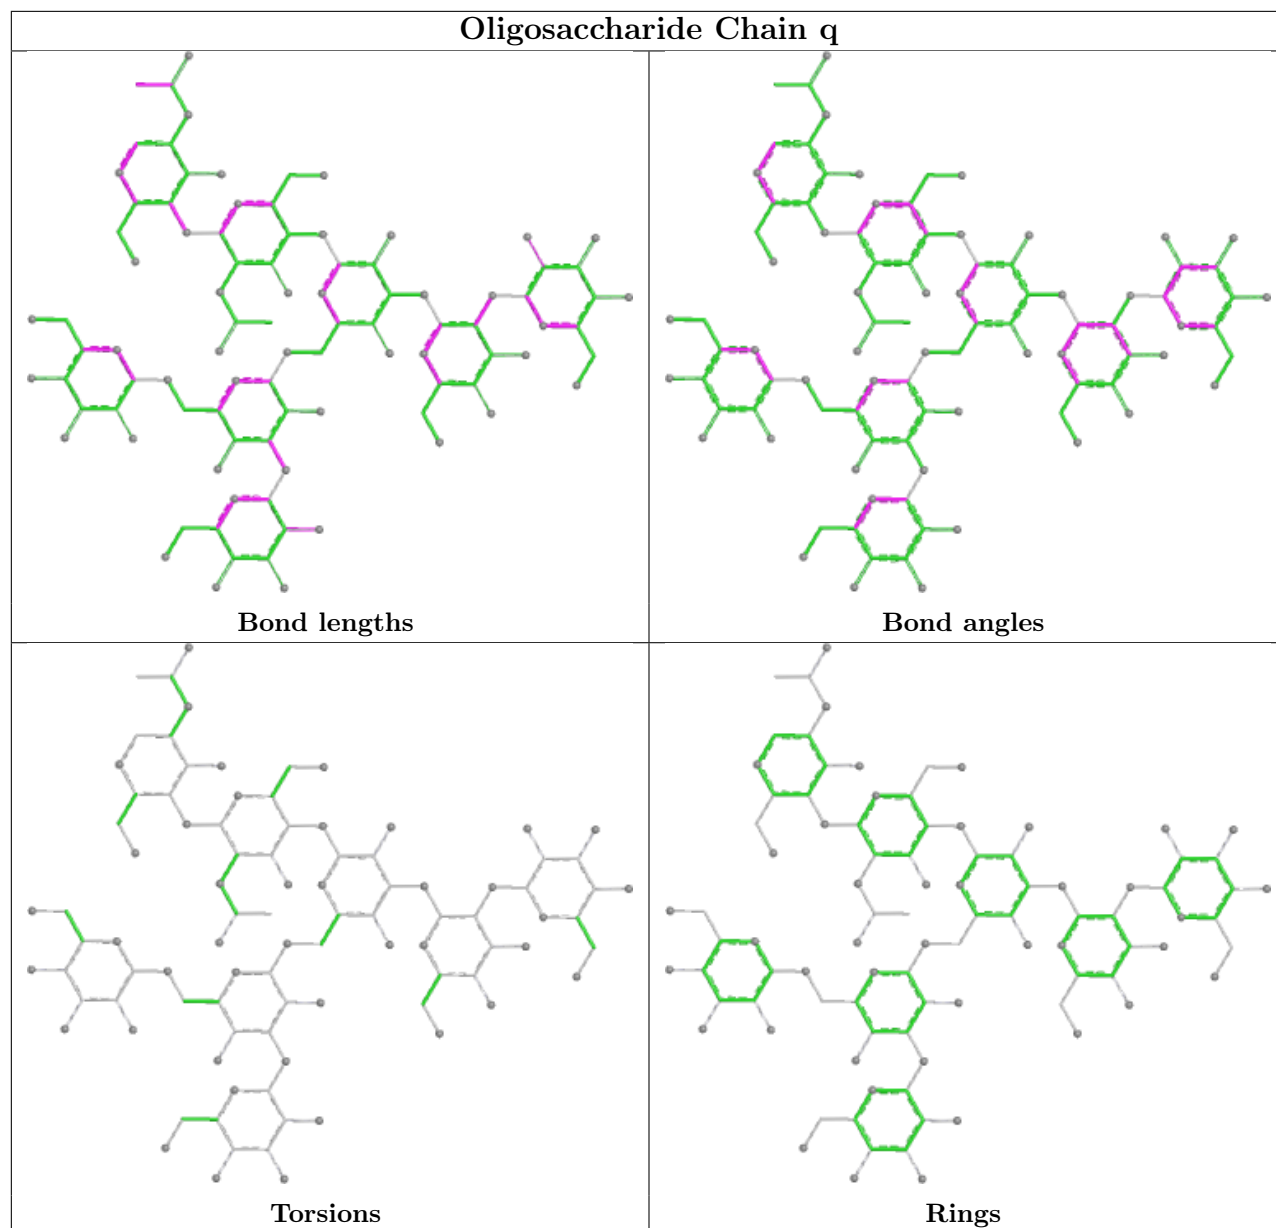 Oligosaccharide Chain q
Bond lengths
Bond angles
Torsions
Rings